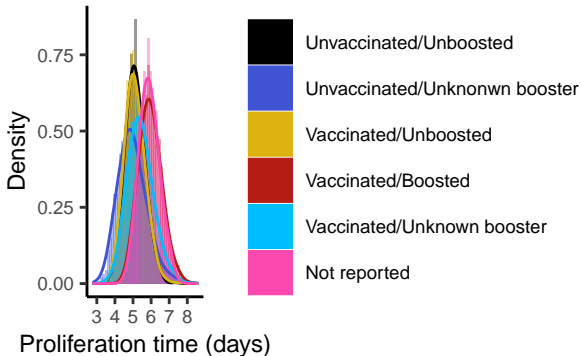 0.75
0.50
0.25
0.00
Density
3 4 5 6 7 8
Proliferation time (days)
Unvaccinated/Unboosted
Unvaccinated/Unknonwn booster
Vaccinated/Unboosted
Vaccinated/Boosted
Vaccinated/Unknown booster
Not reported